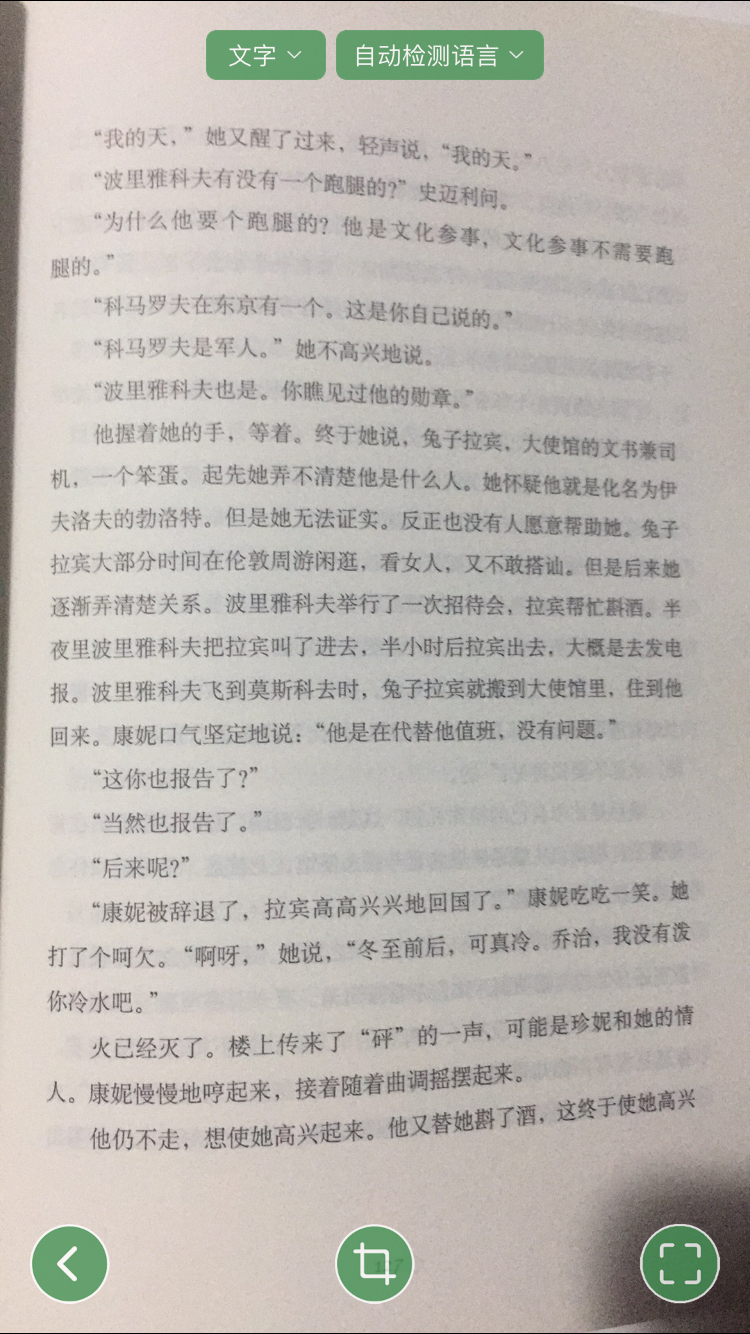 文字
自动检测语言
“我的天，”她又醒了过来，轻声说，“我的天。”
“波里雅科夫有没有一个跑腿的？”史迈利问。
“为什么他要个跑腿的？他是文化参事，文化参事不需要跑
腿的。”
“科马罗夫在东京有一个。这是你自己说的。”
“科马罗夫是军人。”她不高兴地说。
“波里雅科夫也是。你瞧见过他的勋章。”
他握着她的手，等着。终于她说，兔子拉宾，大使馆的文书兼司
机，一个笨蛋。起先她弄不清楚他是什么人。她怀疑他就是化名为伊
夫洛夫的勃洛特。但是她无法证实。反正也没有人愿意帮助她。兔子
拉宾大部分时间在伦敦周游闲逛，看女人，又不敢搭讪。但是后来她
逐渐弄清楚关系。波里雅科夫举行了一次招待会，拉宾帮忙斟酒。半
夜里波里雅科夫把拉宾叫了进去，半小时后拉宾出去，大概是去发电
报。波里雅科夫飞到莫斯科去时，兔子拉宾就搬到大使馆里，住到他
回来。康妮口气坚定地说：“他是在代替他值班，没有问题。”
“这你也报告了？”
“当然也报告了。”
“后来呢？”
“康妮被辞退了，拉宾高高兴兴地回国了。”康妮吃吃一笑。她
打了个呵欠。“啊呀，”她说，“冬至前后，可真冷。乔治，我没有泼
你冷水吧。”
火已经灭了。楼上传来了“砰”的一声，可能是珍妮和她的情
人。康妮慢慢地哼起来，接着随着曲调摇摆起来。
他仍不走，想使她高兴起来。他又替她斟了酒，这终于使她高兴